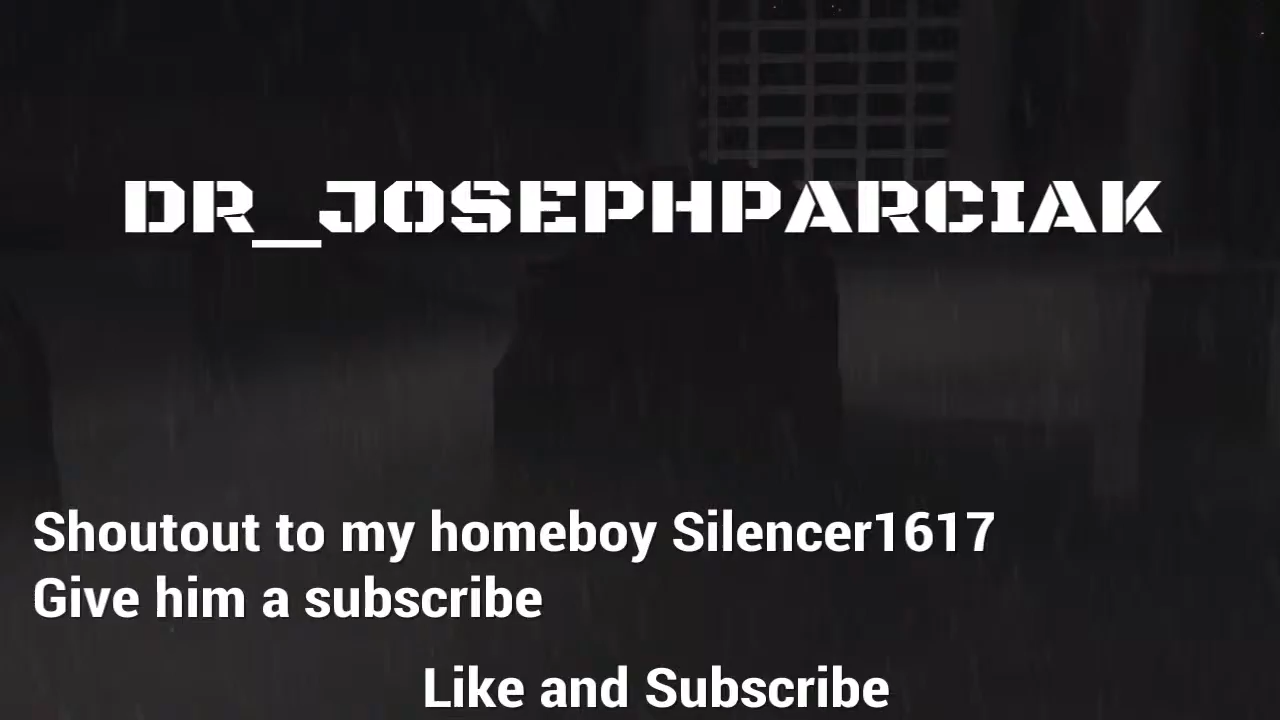 DR_JOSEPHPARCIAK
Shoutout to my homeboy Silencer1617
Give him a subscribe
Like and Subscribe